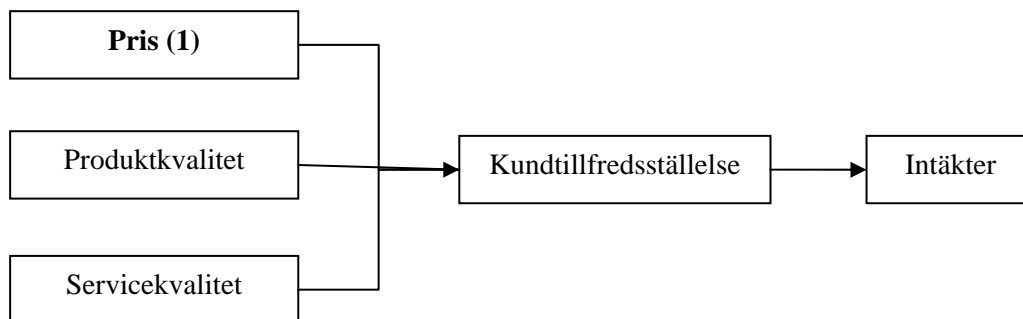 Pris (1)
Produktkvalitet
Kundtillfredsställelse
Intäkter
Servicekvalitet